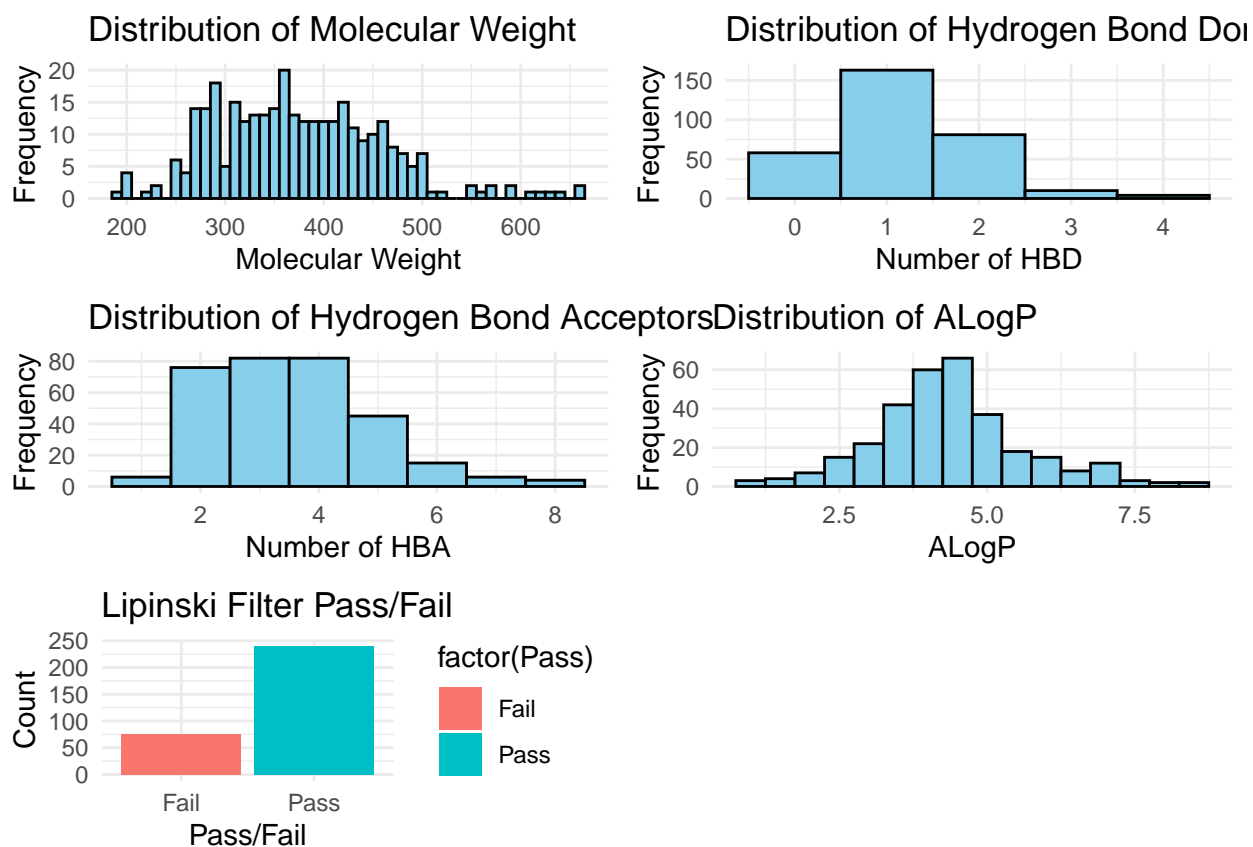 Distribution of Molecular Weight
Frequency
20
15
10
5
0
200 300 400 500 600
Molecular Weight
Distribution of Hydrogen Bond Dor
Frequency
150
100
50
0
0 1 2 3 4
Number of HBD
Distribution of Hydrogen Bond Acceptors
Frequency
80
60
40
20
0
2 4 6 8
Number of HBA
Distribution of ALogP
Frequency
60
40
20
0
2.5 5.0 7.5
ALogP
Lipinski Filter Pass/Fail
Count
250
200
150
100
50
0
Fail Pass
Pass/Fail
factor(Pass)
Fail
Pass